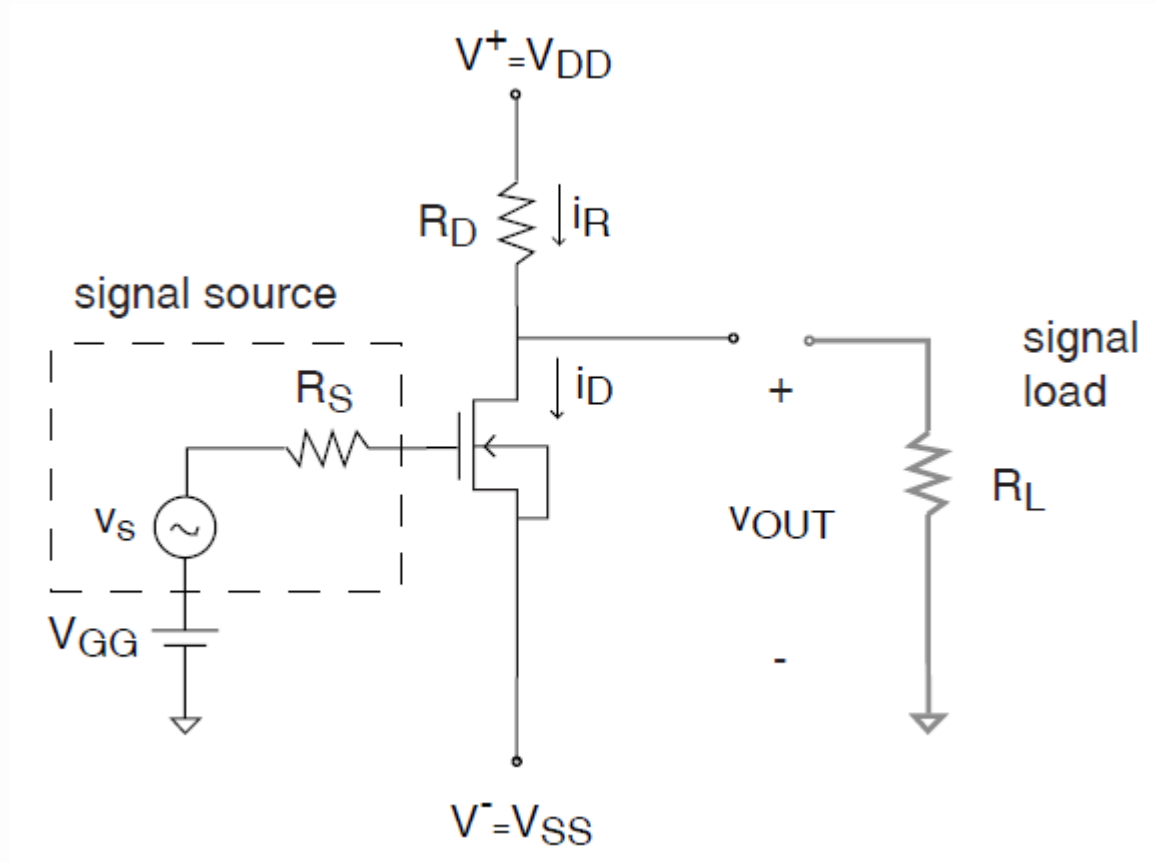 V+=VDD
RD
iR
signal source
RS
iD
signal
load
+
vs
vOUT
RL
VGG
-
V-=VSS